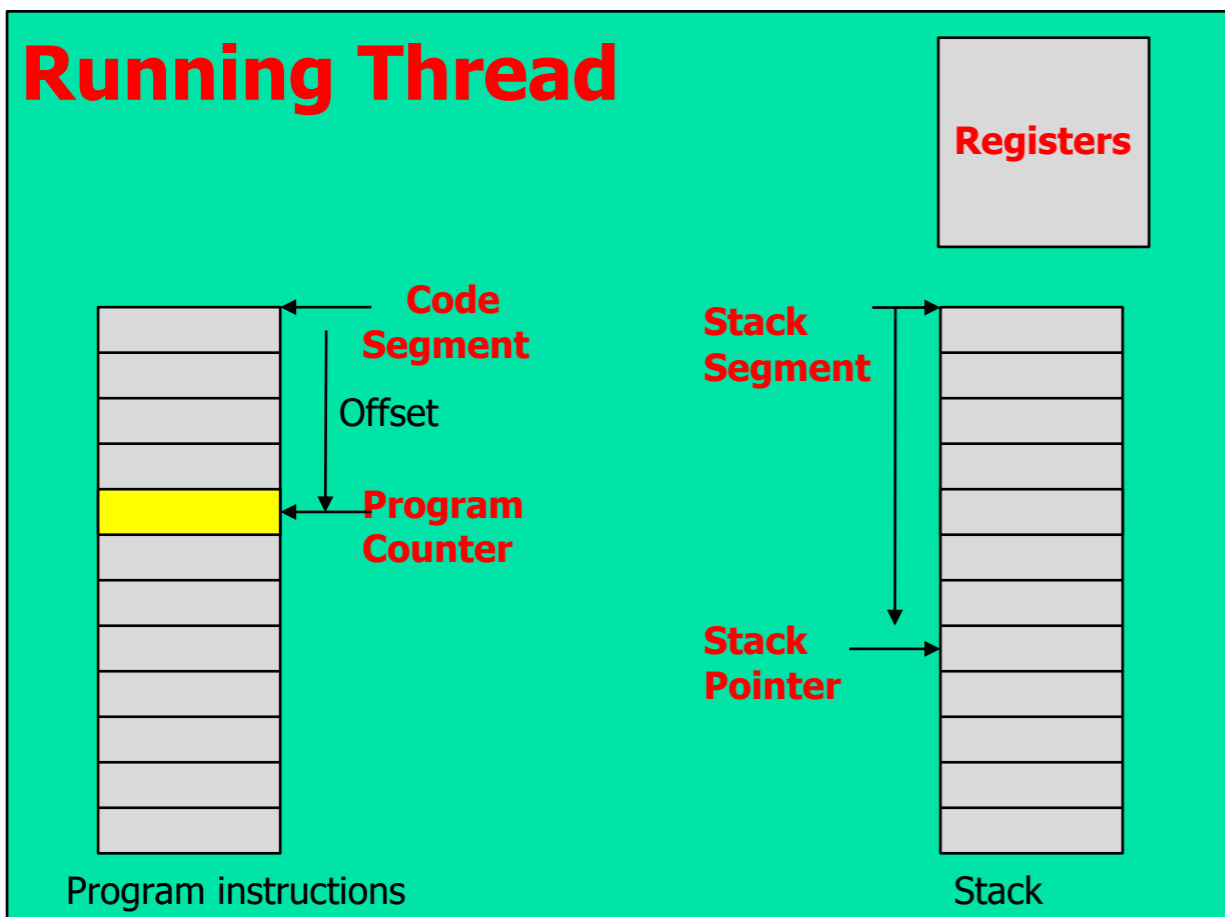 Running Thread
Registers
Code
Segment
Offset
Program
Counter
Stack
Segment
Stack
Pointer
Program instructions
Stack